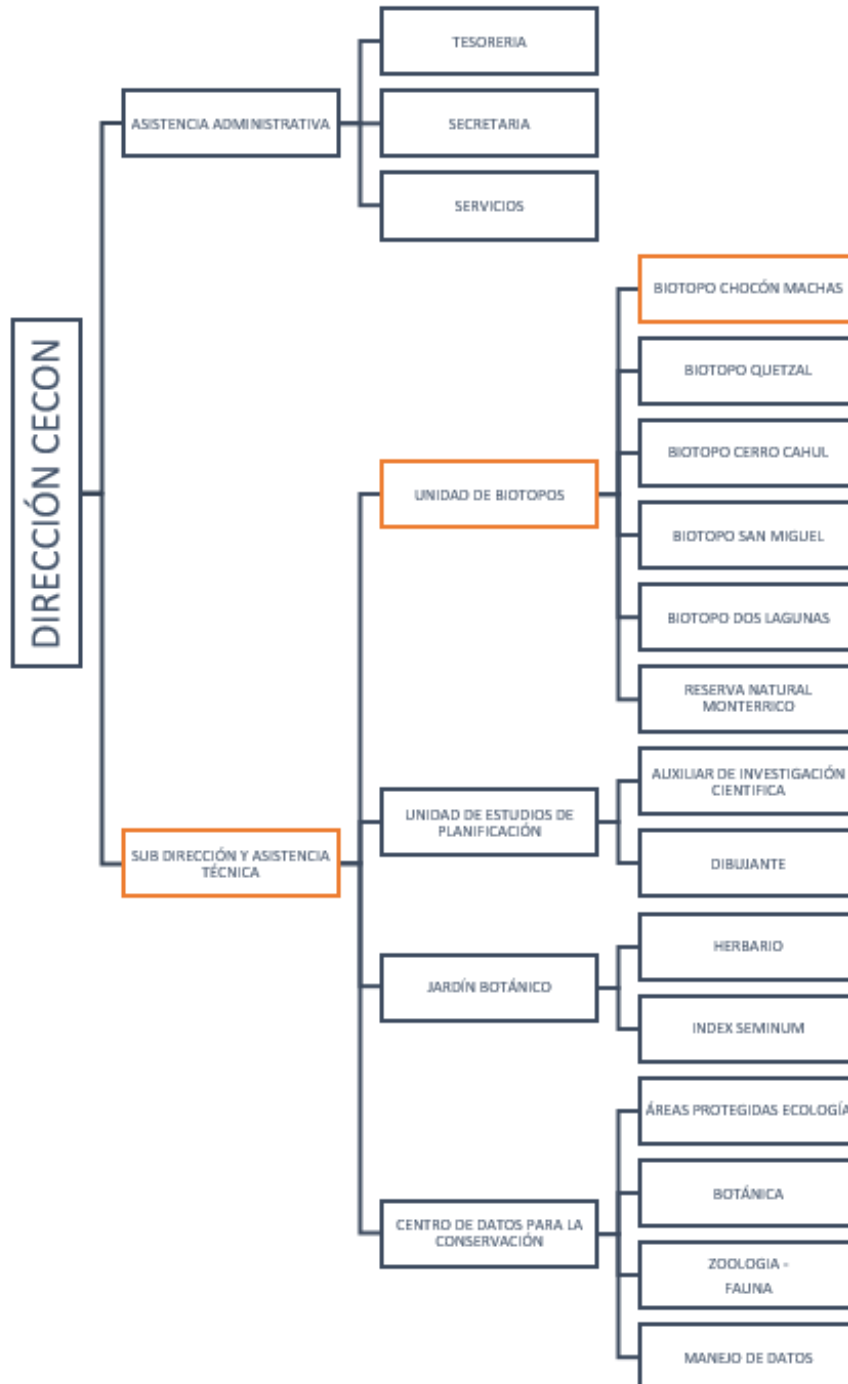 DIRECCIÓN CECON
ASISTENCIA ADMINISTRATIVA
TESORERIA
SECRETARIA
SERVICIOS
SUB DIRECCIÓN Y ASISTENCIA
TÉCNICA
UNIDAD DE BIOTOPOS
BIOTOPO CHOCÓN MACHAS
BIOTOPO QUETZAL
BIOTOPO CERRO CAHUL
BIOTOPO SAN MIGUEL
BIOTOPO DOS LAGUNAS
RESERVA NATURAL
MONTERRICO
UNIDAD DE ESTUDIOS DE
PLANIFICACIÓN
AUXILIAR DE INVESTIGACIÓN
CIENTIFICA
DIBUJANTE
JARDÍN BOTÁNICO
HERBARIO
INDEX SEMINUM
CENTRO DE DATOS PARA LA
CONSERVACIÓN
ÁREAS PROTEGIDAS ECOLOGÍA
BOTÁNICA
ZOOLOGIA -
FAUNA
MANEJO DE DATOS